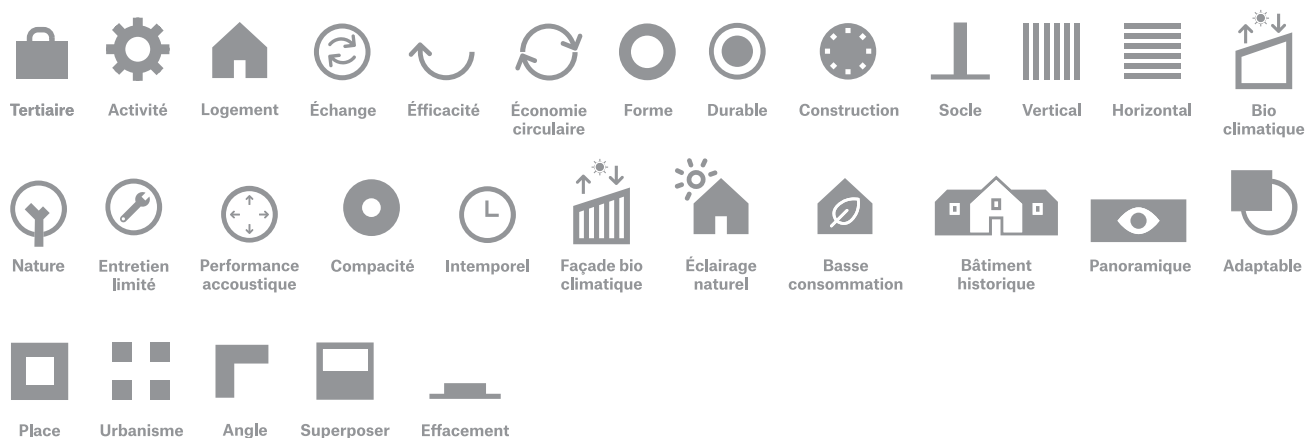 Tertiaire Activité Logement Échange Éfficacité Économie circulaire Forme Durable Construction Socle Vertical Horizontal Bio climatique
Nature Entretien limité Performance accoustique Compacité Intemporel Façade bio climatique Éclairage naturel Basse consommation Bâtiment historique Panoramique Adaptable
Place Urbanisme Angle Superposer Effacement